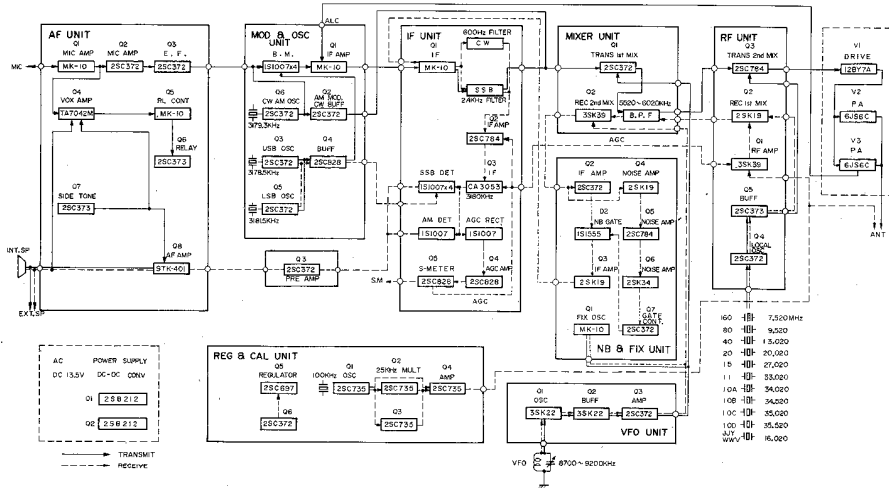 AF UNIT
Q1
MIC AMP
MK-10
Q2
MIC AMP
2SC372
Q3
E. F.
2SC372
MIC
Q4
VOX AMP
TA7042M
Q5
RL CONT
MK-10
Q6
RELAY
2SC373
Q7
SIDE TONE
2SC373
Q8
AF AMP
STK-401
INT.SP
EXT.SP
MOD & OSC
UNIT
B. M.
1S1007x4
Q1
IF AMP
MK-10
ALC
Q6
CW AM OSC
2SC372
3179.3KHz
Q2
AM MOD,
CW BUFF
2SC372
Q3
USB OSC
2SC372
3178.5KHz
Q4
BUFF
2SC828
Q5
LSB OSC
2SC372
3181.5KHz
Q3
2SC372
PRE AMP
IF UNIT
Q1
IF
MK-10
600Hz FILTER
C W
S S B
2.4KHz FILTER
Q2
IF AMP
2SC784
Q3
IF
CA3053
3180KHz
SSB DET
1S1007x4
AM DET
1S1007
AGC RECT
1S1007
Q5
S-METER
2SC828
Q4
AGC AMP
2SC828
S.M
AGC
MIXER UNIT
Q1
TRANS 1st MIX
2SC372
Q2
REC 2nd MIX
3SK39
5520~6020KHz
B. P. F
AGC
Q2
IF AMP
2SC372
Q4
NOISE AMP
2SK19
D2
NB GATE
1S1555
Q5
NOISE AMP
2SC784
Q3
IF AMP
2SK19
Q6
NOISE AMP
2SK34
Q1
FIX OSC
MK-10
Q7
GATE
CONT.
2SC372
NB & FIX UNIT
RF UNIT
Q3
TRANS 2nd MIX
2SC784
Q2
REC 1st MIX
2SK19
Q1
RF AMP
3SK39
Q5
BUFF
2SC373
Q4
LOCAL
OSC
2SC372
V1
DRIVE
12BY7A
V2
PA
6JS6C
V3
PA
6JS6C
ANT
160 7,520MHz
80 9,520
40 13,020
20 20,020
15 27,020
11 33,020
10A 34,020
10B 34,520
10C 35,020
10D 35,520
JJY
WWV 16,020
AC POWER SUPPLY
DC 13.5V DC-DC CONV
Q1 2SB212
Q2 2SB212
TRANSMIT
RECEIVE
REG & CAL UNIT
Q5
REGULATOR
2SC697
Q6
2SC372
100KHz
Q1
OSC
2SC735
Q2
25KHz MULT
2SC735
Q3
2SC735
Q4
AMP
2SC735
Q1
OSC
3SK22
Q2
BUFF
3SK22
Q3
AMP
2SC372
VFO UNIT
VFO 8700~9200KHz